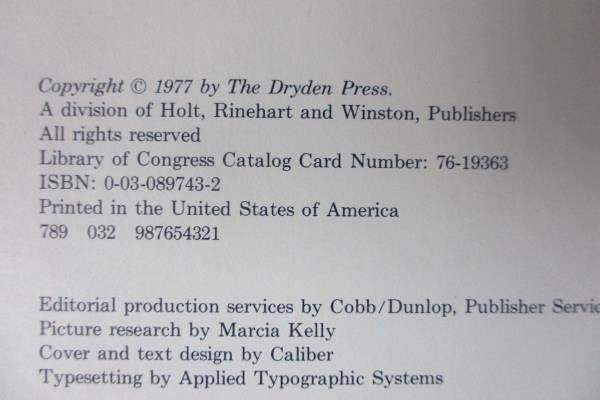 Copyright © 1977 by The Dryden Press.
A division of Holt, Rinehart and Winston, Publishers
All rights reserved
Library of Congress Catalog Card Number: 76-19363
ISBN: 0-03-089743-2
Printed in the United States of America
789 032 987654321
Editorial production services by Cobb/Dunlop, Publisher Servic
Picture research by Marcia Kelly
Cover and text design by Caliber
Typesetting by Applied Typographic Systems